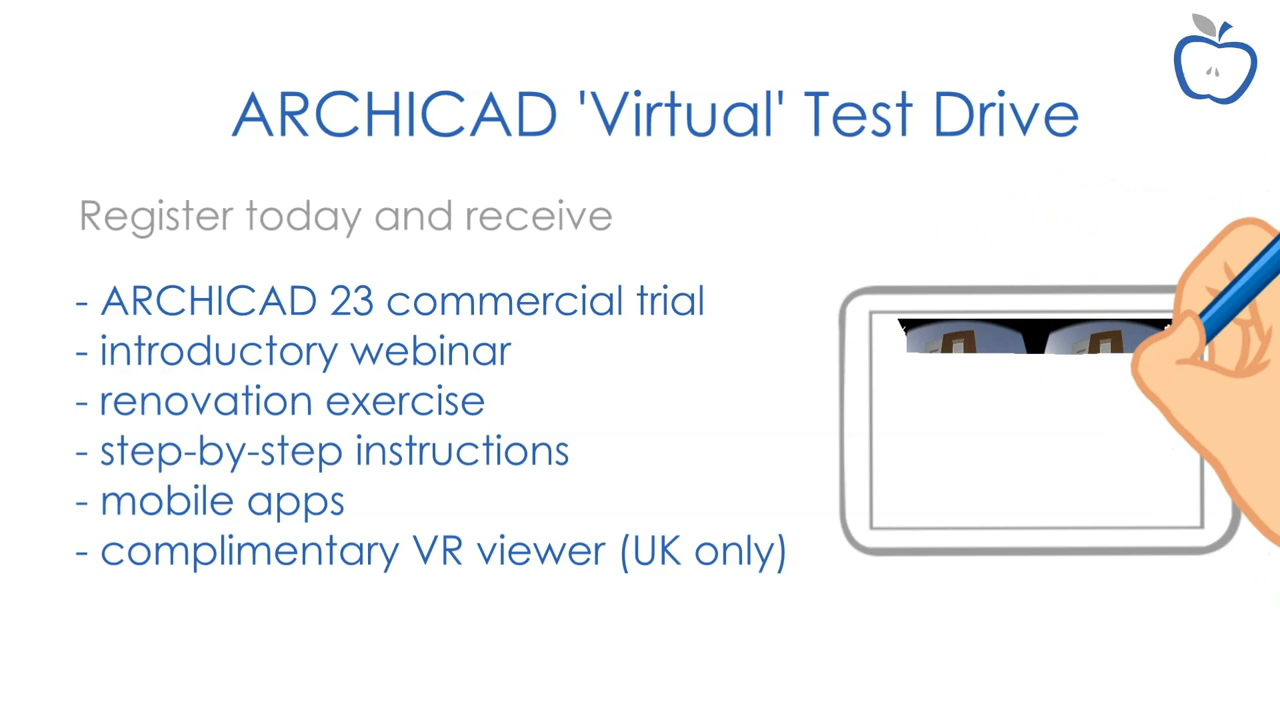 ARCHICAD 'Virtual' Test Drive
Register today and receive
- ARCHICAD 23 commercial trial
- introductory webinar
- renovation exercise
- step-by-step instructions
- mobile apps
- complimentary VR viewer (UK only)